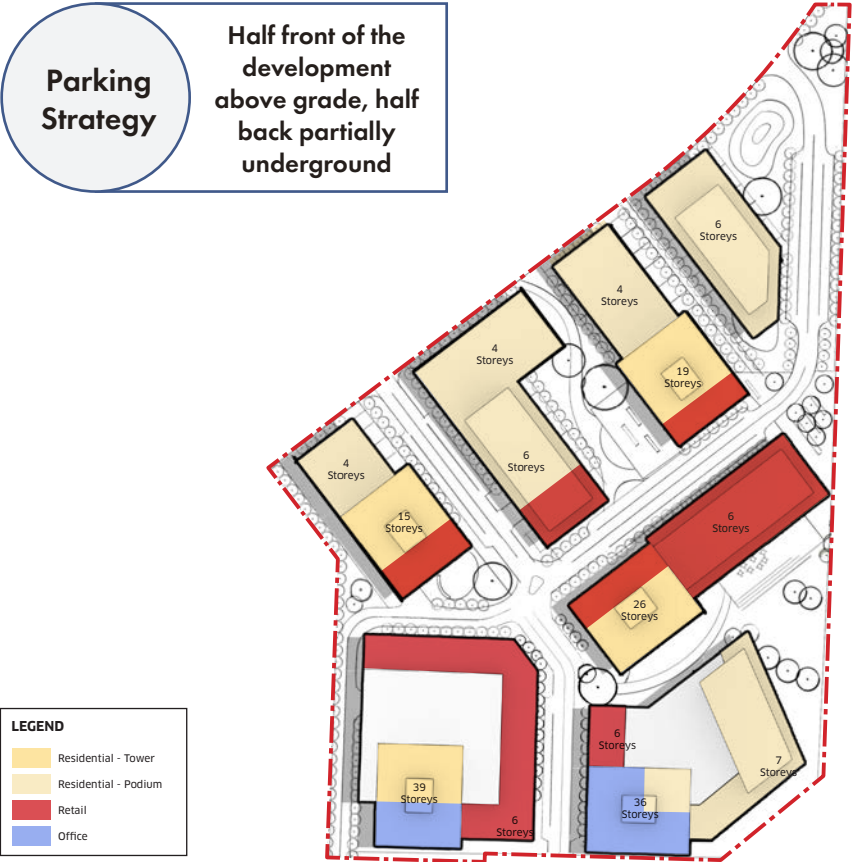 Parking
Strategy
Half front of the
development
above grade, half
back partially
underground
6
Storeys
4
Storeys
4
Storeys
19
Storeys
4
Storeys
6
Storeys
15
Storeys
6
Storeys
26
Storeys
6
Storeys
7
Storeys
39
Storeys
36
Storeys
6
Storeys
LEGEND
Residential - Tower
Residential - Podium
Retail
Office